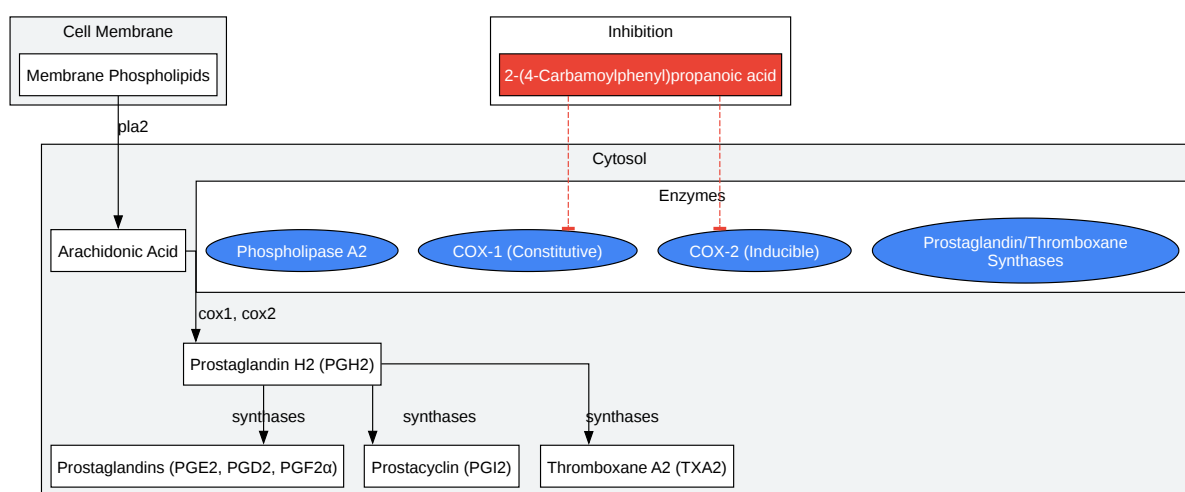 Cell Membrane
Inhibition
Membrane Phospholipids
2-(4-Carbamoylphenyl)propanoic acid
pla2
Cytosol
Enzymes
Arachidonic Acid
Phospholipase A2
COX-1 (Constitutive)
COX-2 (Inducible)
Prostaglandin/Thromboxane
Synthases
cox1, cox2
Prostaglandin H2 (PGH2)
synthases
synthases
synthases
Prostaglandins (PGE2, PGD2, PGF2α)
Prostacyclin (PGI2)
Thromboxane A2 (TXA2)